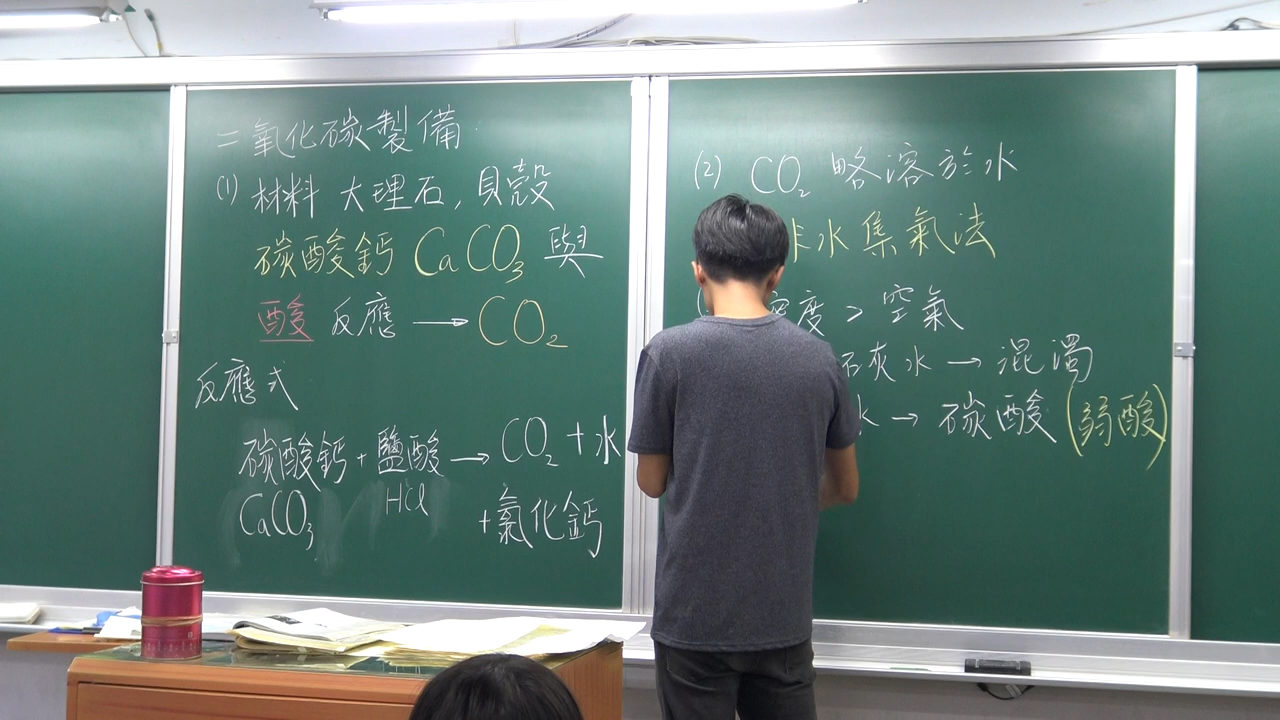 二氧化碳製備
(1) 材料 大理石, 貝殼
碳酸鈣 CaCO₃ 與
酸 反應 → CO₂
反應式
碳酸鈣 + 鹽酸 → CO₂ + 水
CaCO₃ HCl + 氯化鈣
(2) CO₂ 略溶於水
水集氣法
密度 > 空氣
石灰水 → 混濁
水 → 碳酸 (弱酸)